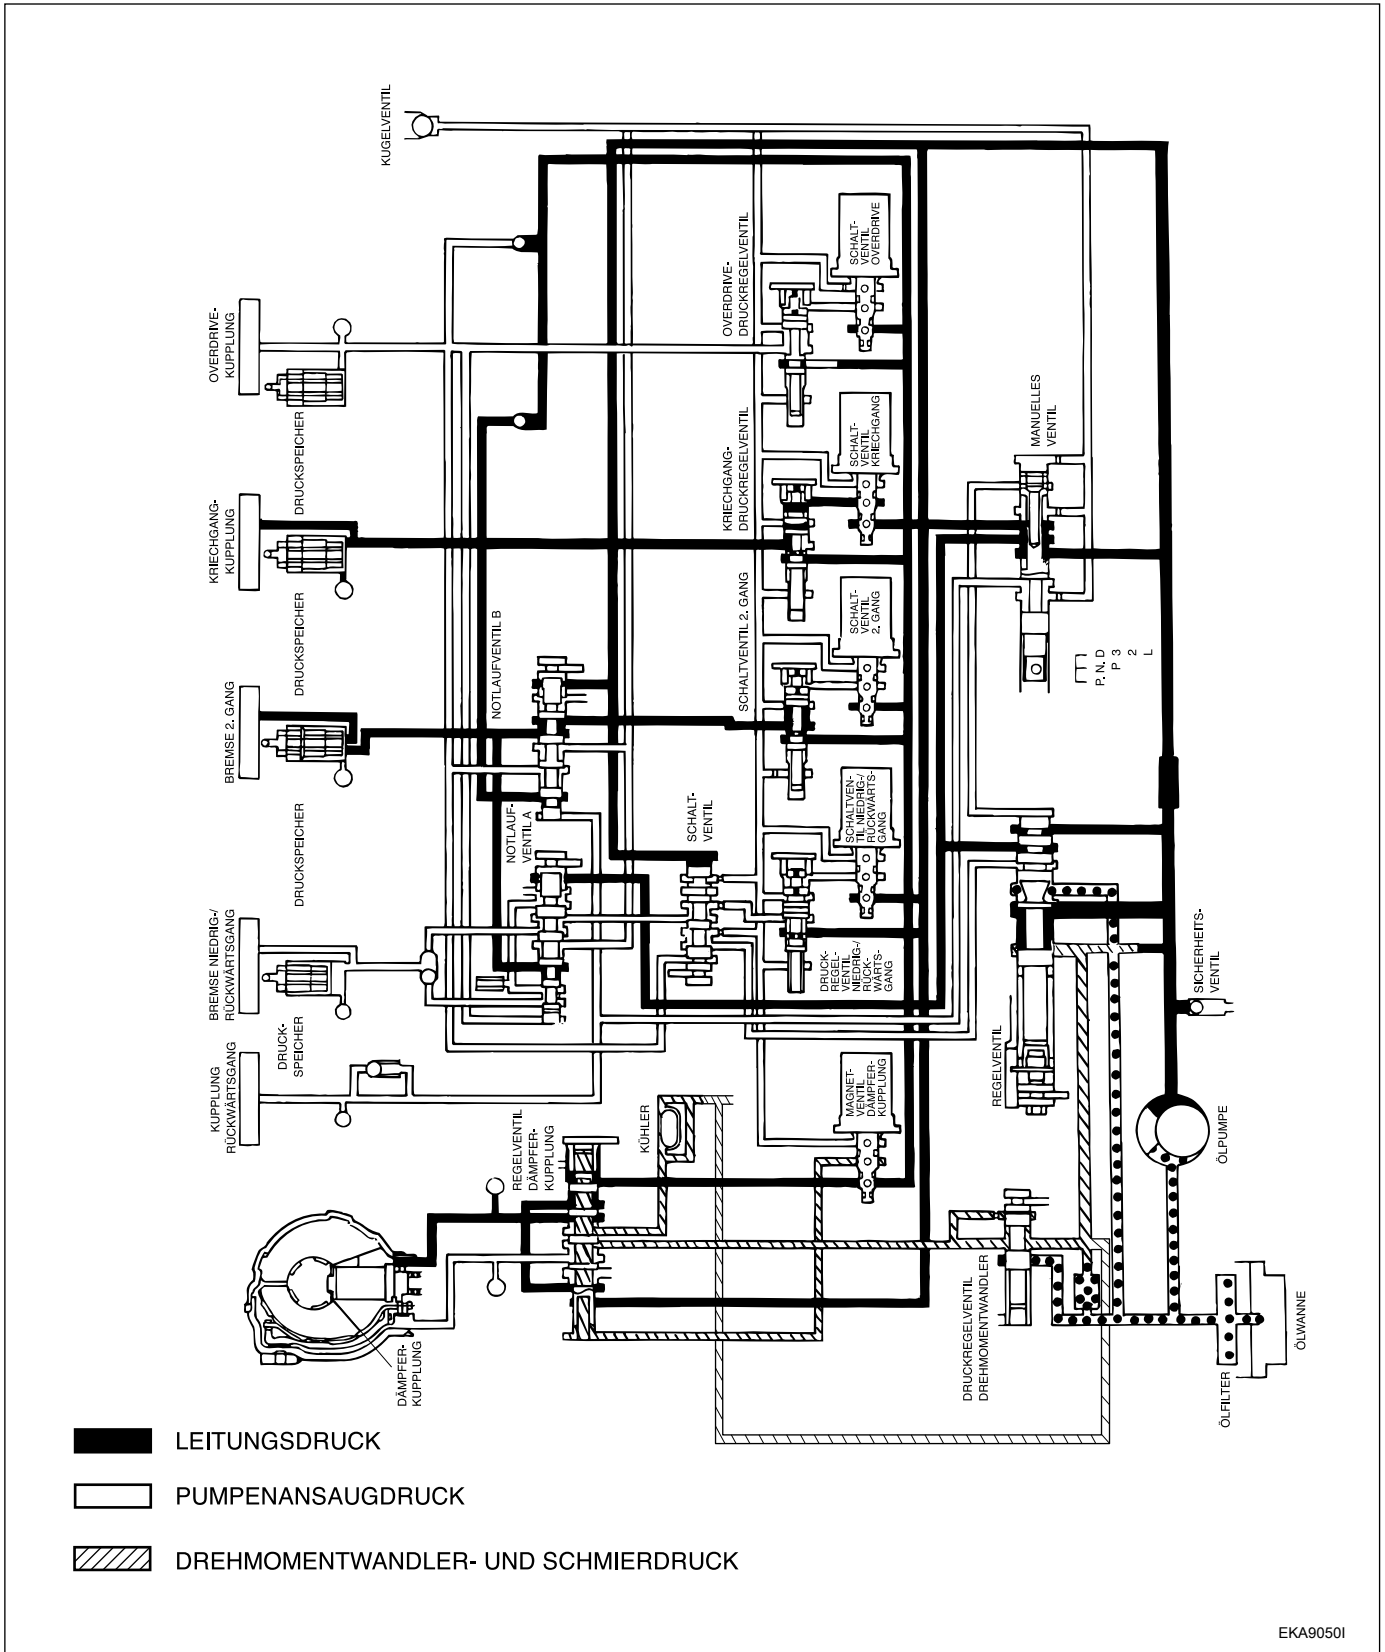 KUGELVENTIL
OVERDRIVE-
KUPPLUNG
DRUCKSPEICHER
KRIECHGANG-
KUPPLUNG
DRUCKSPEICHER
BREMSE 2. GANG
DRUCKSPEICHER
BREMSE NIEDRIG-/
RÜCKWÄRTSGANG
DRUCK-
SPEICHER
KUPPLUNG
RÜCKWÄRTSGANG
OVERDRIVE-
DRUCKREGELVENTIL
SCHALT-
VENTIL
OVERDRIVE
KRIECHGANG-
DRUCKREGELVENTIL
SCHALT-
VENTIL
KRIECHGANG
SCHALTVENTIL 2. GANG
SCHALT-
VENTIL
2. GANG
NOTLAUFVENTIL B
NOTLAUF-
VENTIL A
SCHALT-
VENTIL
SCHALTVEN-
TIL NIEDRIG-/
RÜCKWÄRTS-
GANG
DRUCK-
REGEL-
VENTIL
NIEDRIG-/
RÜCK-
WÄRTS-
GANG
MANUELLES
VENTIL
P. N. D
P 3
2
L
REGELVENTIL
SICHERHEITS-
VENTIL
MAGNET-
VENTIL
DÄMPFER-
KUPPLUNG
KÜHLER
REGELVENTIL
DÄMPFER-
KUPPLUNG
ÖLPUMPE
DÄMPFER-
KUPPLUNG
DRUCKREGELVENTIL
DREHMOMENTWANDLER
ÖLFILTER
ÖLWANNE
LEITUNGSDRUCK
PUMPENANSAUGDRUCK
DREHMOMENTWANDLER- UND SCHMIERDRUCK
EKA9050I